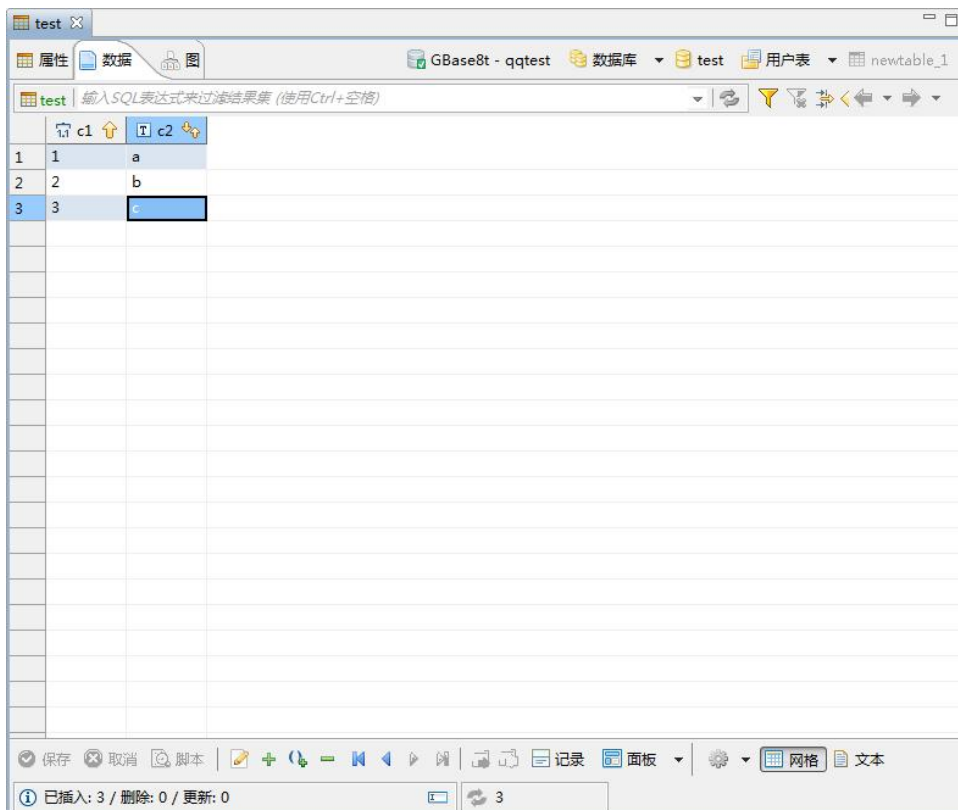 test
属性 数据 图 GBase8t - qqtest 数据库 test 用户表 newtable_1
test 输入SQL表达式来过滤结果集 (使用Ctrl+空格)
c1 c2
1 1 a
2 2 b
3 3 c
保存 取消 脚本 记录 面板 网格 文本
已插入: 3 / 删除: 0 / 更新: 0 3